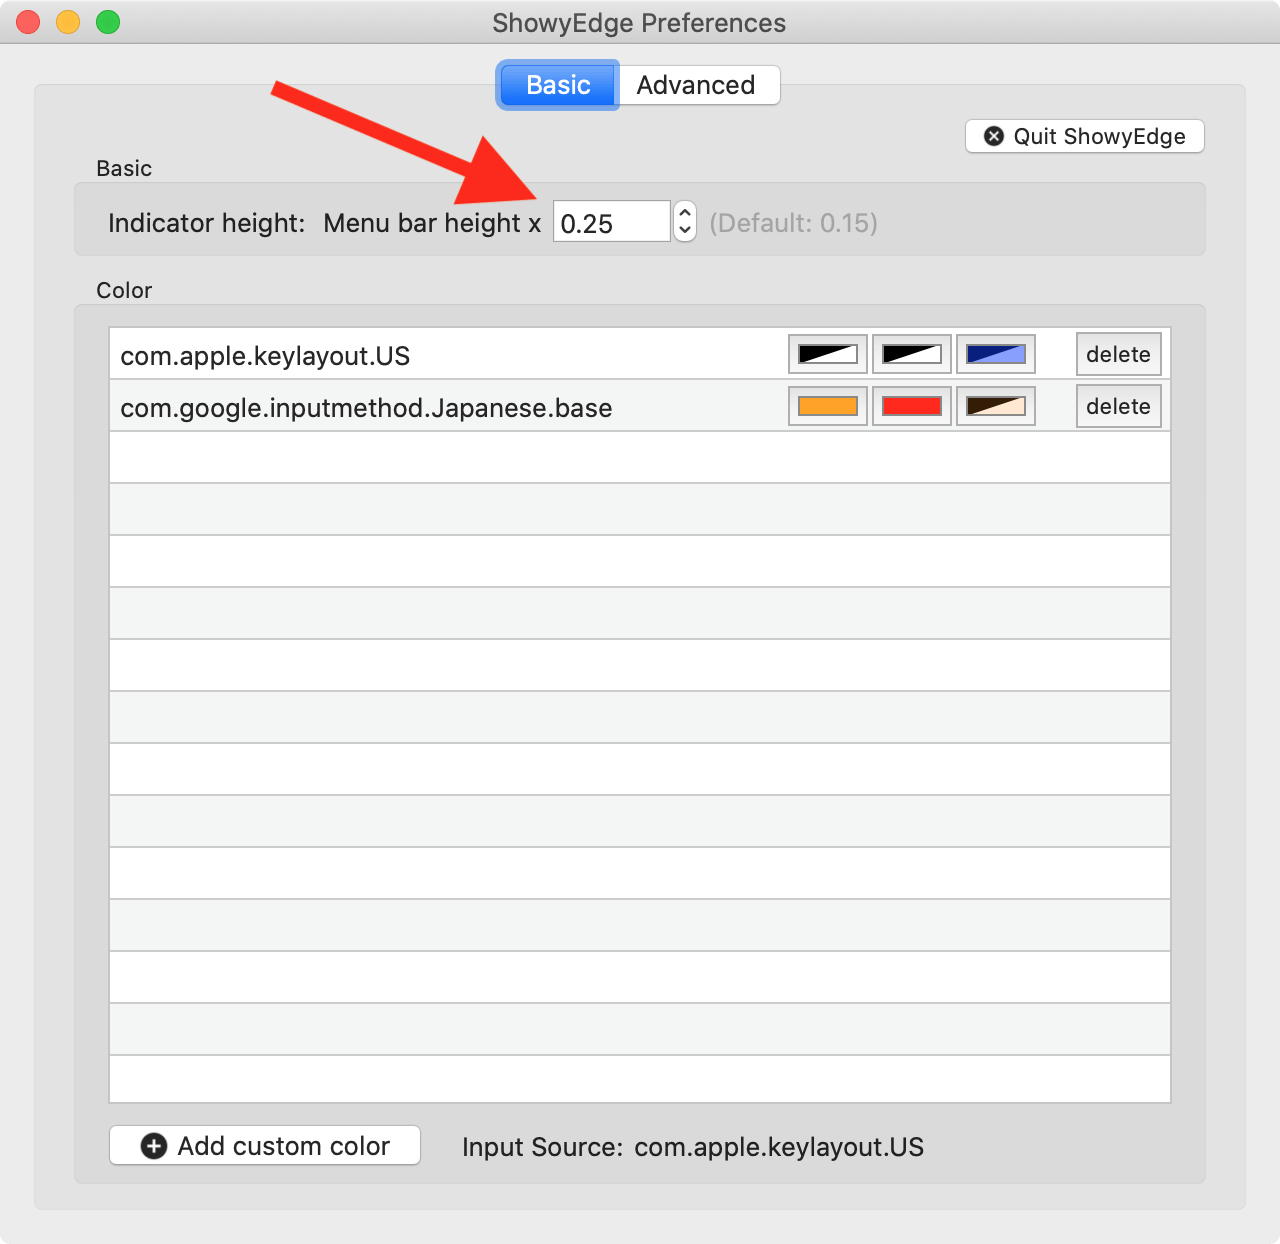 ShowyEdge Preferences
Basic Advanced
Quit ShowyEdge
Basic
Indicator height: Menu bar height x 0.25 (Default: 0.15)
Color
com.apple.keylayout.US delete
com.google.inputmethod.Japanese.base delete
Add custom color Input Source: com.apple.keylayout.US